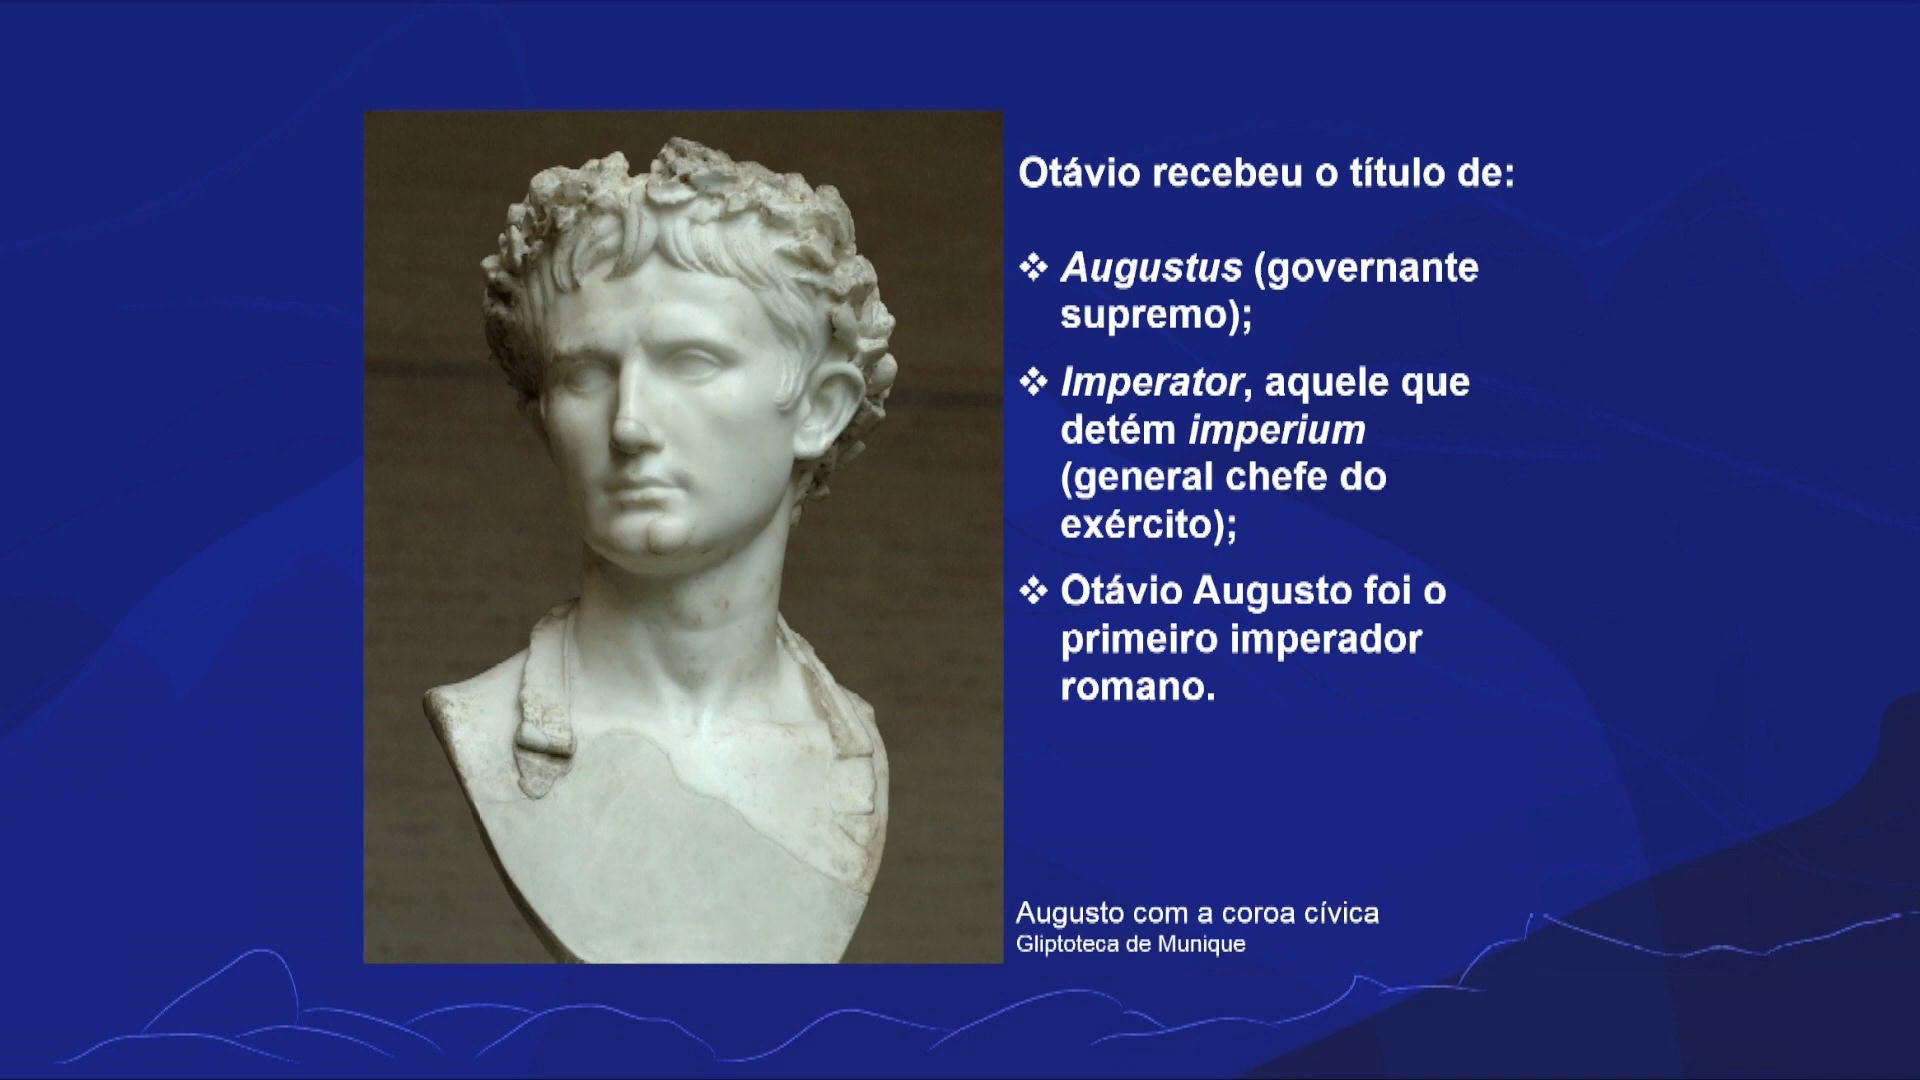 Otávio recebeu o título de:
❖ Augustus (governante
supremo);
❖ Imperator, aquele que
detém imperium
(general chefe do
exército);
❖ Otávio Augusto foi o
primeiro imperador
romano.
Augusto com a coroa cívica
Gliptoteca de Munique